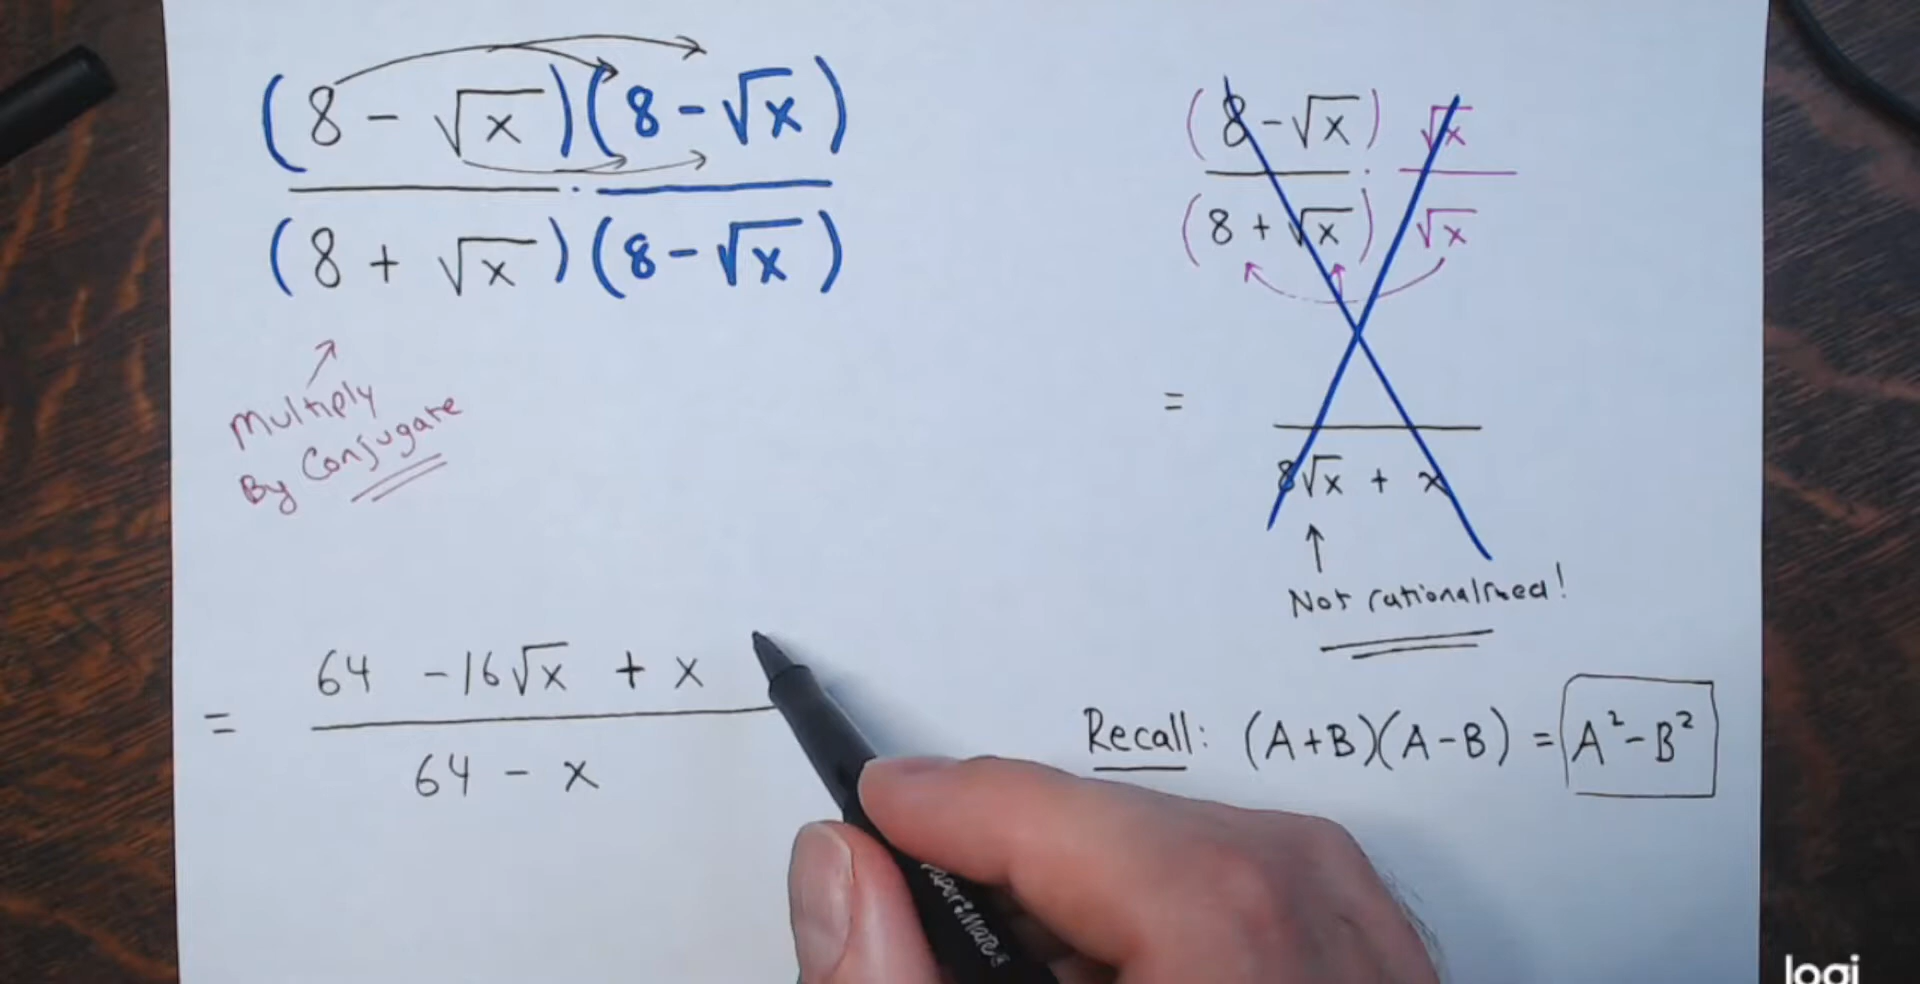 (8 - √x)(8 - √x)
(8 + √x)(8 - √x)
Multiply
By Conjugate
= 64 - 16√x + x
64 - x
(8 - √x) · √x
(8 + √x) √x
=
8√x + x
Not rationalized!
Recall: (A+B)(A-B) = A² - B²
PaperMate
logi